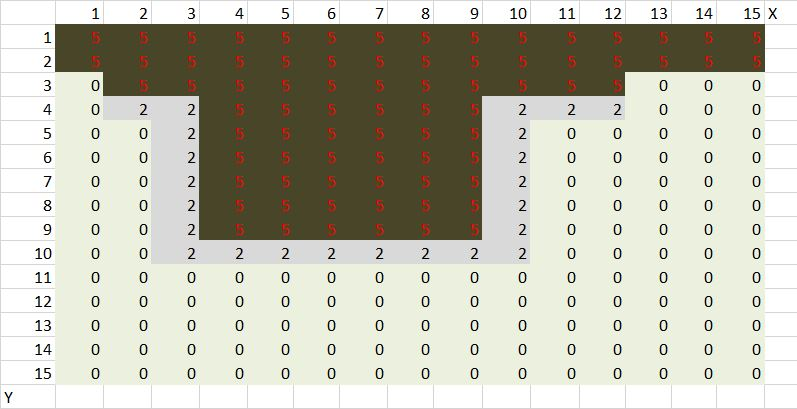 1 2 3 4 5 6 7 8 9 10 11 12 13 14 15 X
1 5 5 5 5 5 5 5 5 5 5 5 5 5 5 5
2 5 5 5 5 5 5 5 5 5 5 5 5 5 5 5
3 0 5 5 5 5 5 5 5 5 5 5 5 0 0 0
4 0 2 2 5 5 5 5 5 5 2 2 2 0 0 0
5 0 0 2 5 5 5 5 5 5 2 0 0 0 0 0
6 0 0 2 5 5 5 5 5 5 2 0 0 0 0 0
7 0 0 2 5 5 5 5 5 5 2 0 0 0 0 0
8 0 0 2 5 5 5 5 5 5 2 0 0 0 0 0
9 0 0 2 5 5 5 5 5 5 2 0 0 0 0 0
10 0 0 2 2 2 2 2 2 2 2 0 0 0 0 0
11 0 0 0 0 0 0 0 0 0 0 0 0 0 0 0
12 0 0 0 0 0 0 0 0 0 0 0 0 0 0 0
13 0 0 0 0 0 0 0 0 0 0 0 0 0 0 0
14 0 0 0 0 0 0 0 0 0 0 0 0 0 0 0
15 0 0 0 0 0 0 0 0 0 0 0 0 0 0 0
Y